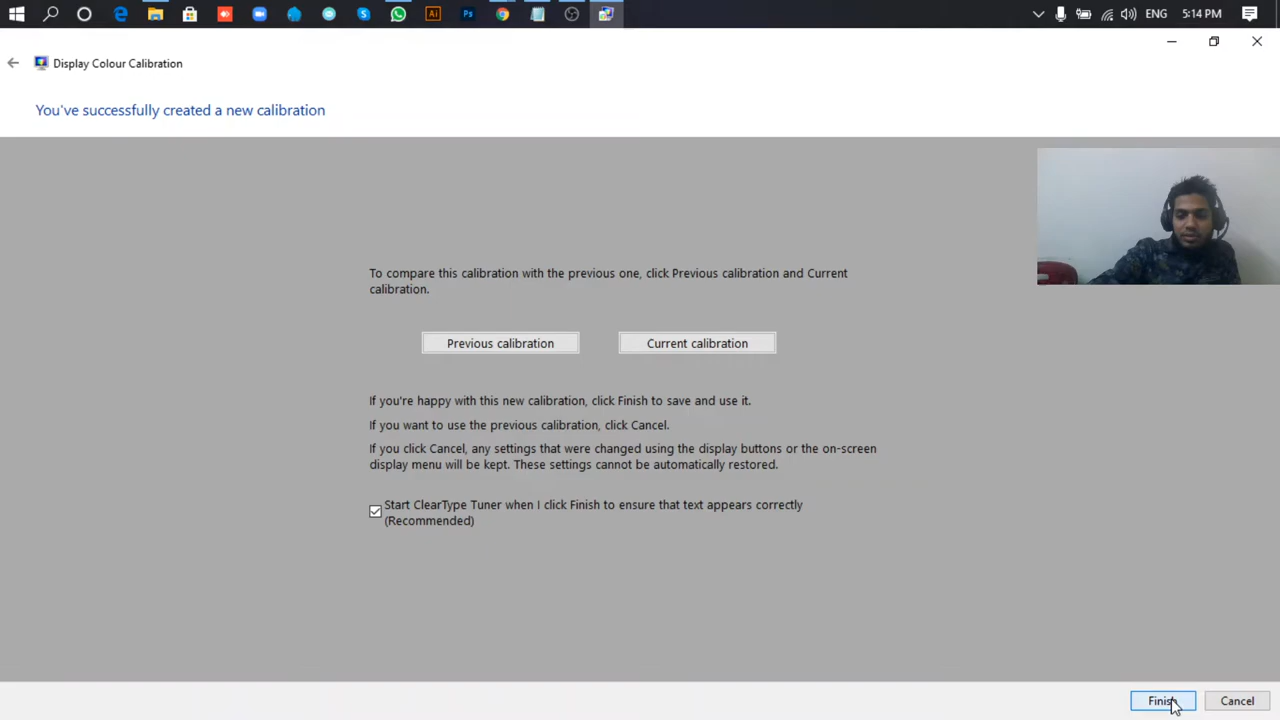 Ai
Ps
ENG
5:14 PM
Display Colour Calibration
You've successfully created a new calibration
To compare this calibration with the previous one, click Previous calibration and Current
calibration.
Previous calibration
Current calibration
If you're happy with this new calibration, click Finish to save and use it.
If you want to use the previous calibration, click Cancel.
If you click Cancel, any settings that were changed using the display buttons or the on-screen
display menu will be kept. These settings cannot be automatically restored.
Start ClearType Tuner when I click Finish to ensure that text appears correctly
(Recommended)
Finish
Cancel